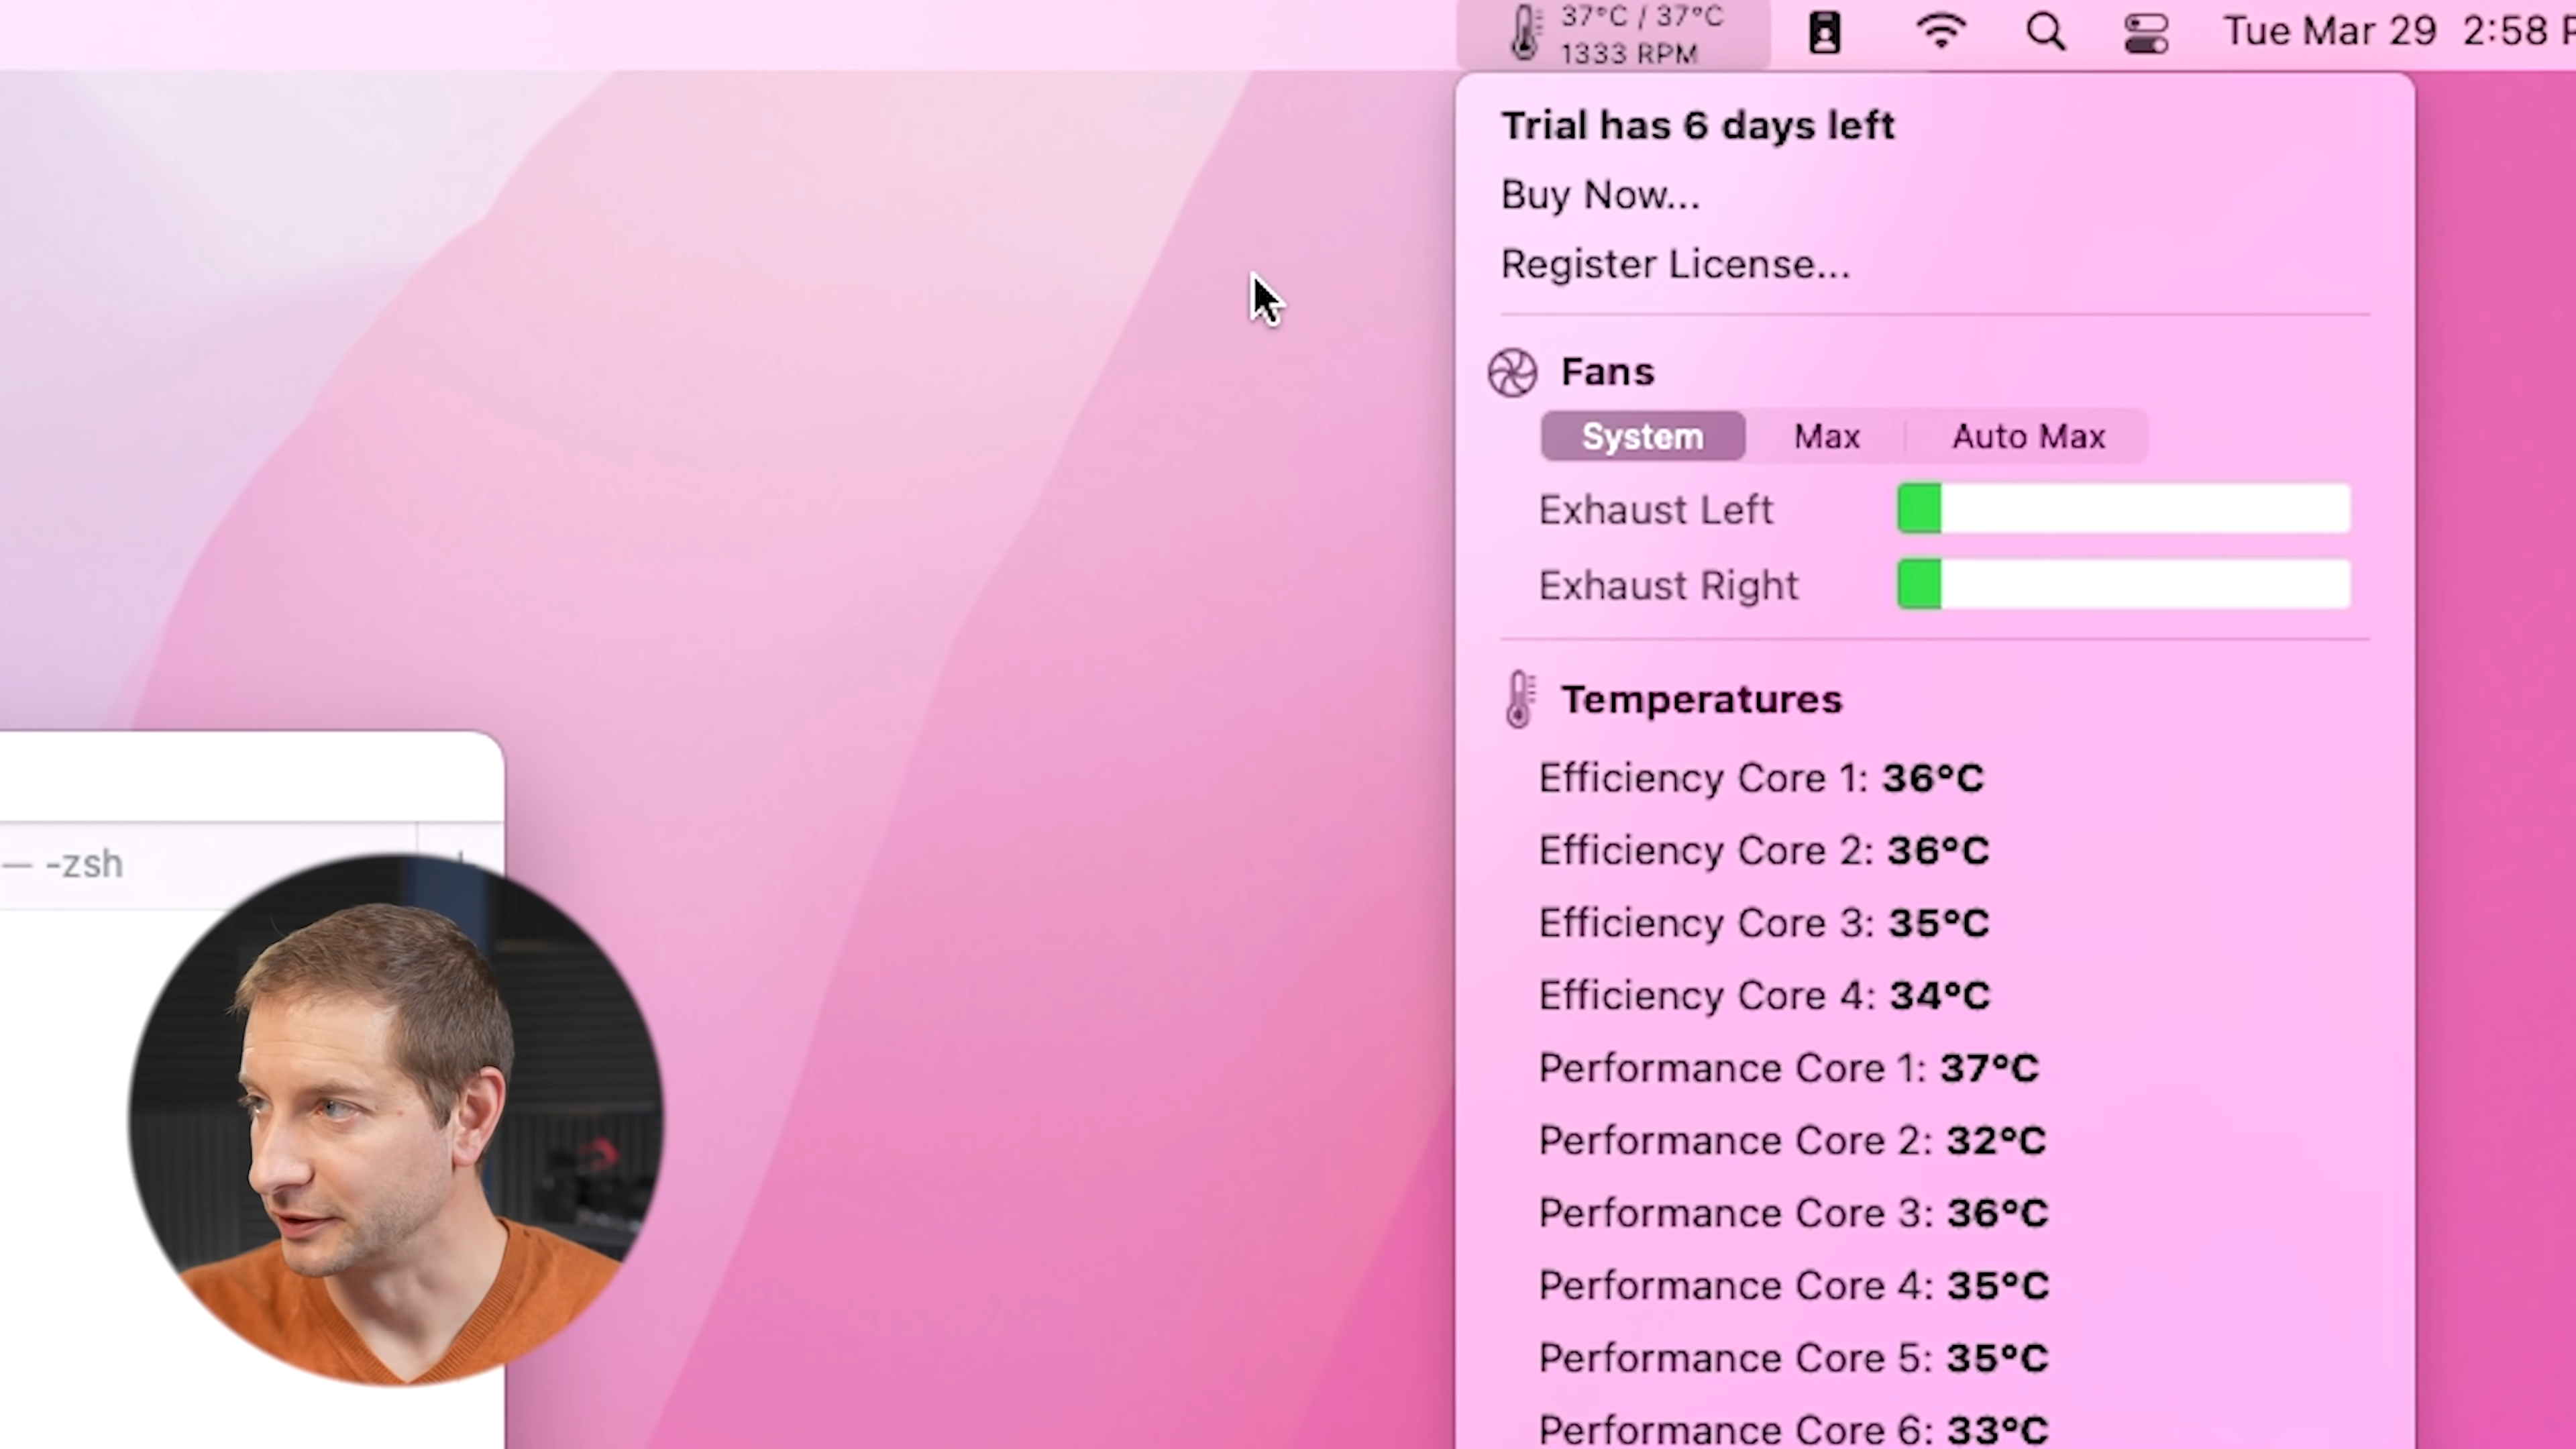 37°C / 37°C
1333 RPM
Tue Mar 29 2:58
Trial has 6 days left
Buy Now...
Register License...
Fans
System Max Auto Max
Exhaust Left
Exhaust Right
Temperatures
Efficiency Core 1: 36°C
Efficiency Core 2: 36°C
Efficiency Core 3: 35°C
Efficiency Core 4: 34°C
Performance Core 1: 37°C
Performance Core 2: 32°C
Performance Core 3: 36°C
Performance Core 4: 35°C
Performance Core 5: 35°C
Performance Core 6: 33°C
— -zsh